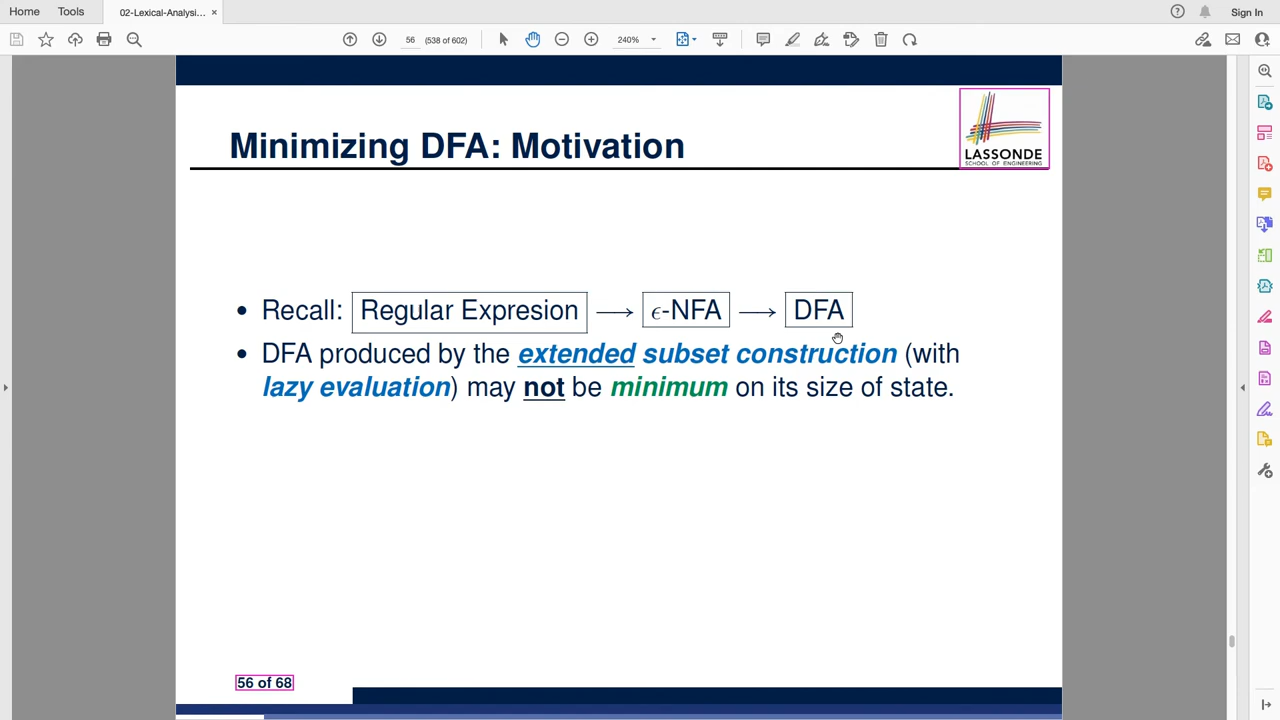 Home Tools 02-Lexical-Analysi... × Sign In
56 (538 of 602) 240%
Minimizing DFA: Motivation
LASSONDE
SCHOOL OF ENGINEERING
• Recall: Regular Expresion ⟶ ϵ-NFA ⟶ DFA
• DFA produced by the extended subset construction (with
lazy evaluation) may not be minimum on its size of state.
56 of 68